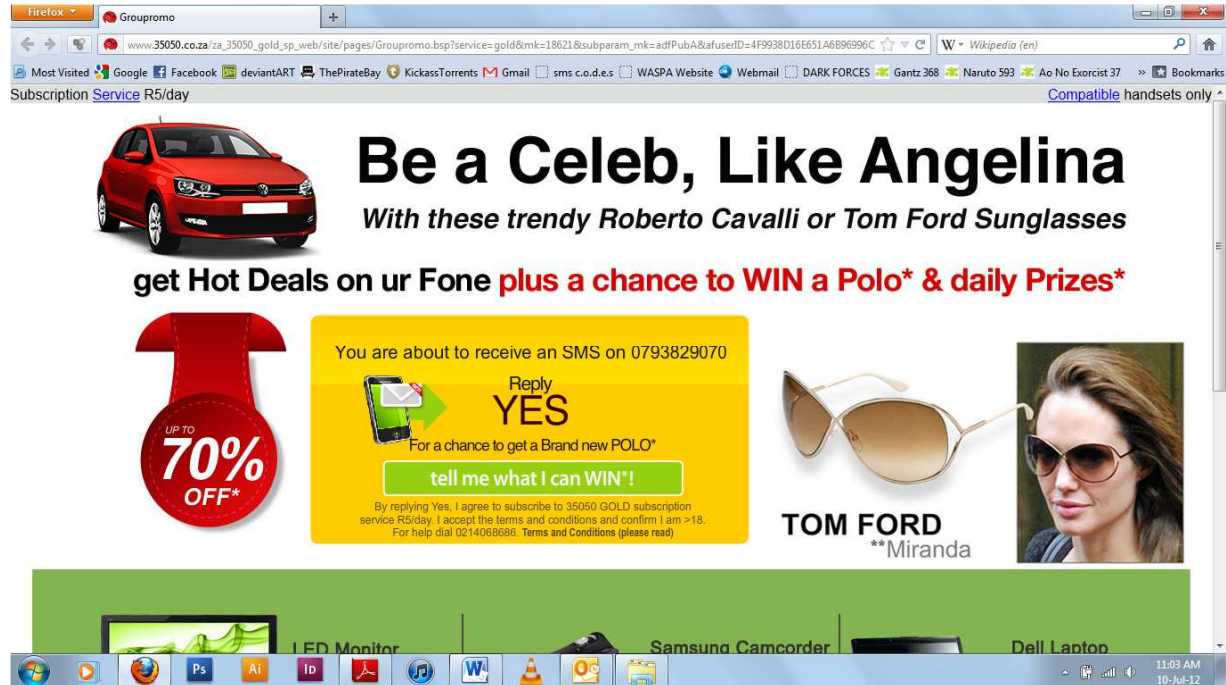 Firefox
Groupromo
www.35050.co.za/za_35050_gold_sp_web/site/pages/Groupromo.bsp?service=gold&mk=18621&subparam_mk=adfPubA&afuserID=4F9938D16E651A6B96996C
W Wikipedia (en)
Most Visited Google Facebook deviantART ThePirateBay KickassTorrents Gmail sms c.o.d.e.s WASPA Website Webmail DARK FORCES Gantz 368 Naruto 593 Ao No Exorcist 37 » Bookmarks
Subscription Service R5/day
Compatible handsets only
Be a Celeb, Like Angelina
With these trendy Roberto Cavalli or Tom Ford Sunglasses
get Hot Deals on ur Fone plus a chance to WIN a Polo* & daily Prizes*
UP TO
70%
OFF*
You are about to receive an SMS on 0793829070
Reply
YES
For a chance to get a Brand new POLO*
tell me what I can WIN*!
By replying Yes, I agree to subscribe to 35050 GOLD subscription
service R5/day. I accept the terms and conditions and confirm I am >18.
For help dial 0214068686. Terms and Conditions (please read)
TOM FORD
**Miranda
LED Monitor
Samsung Camcorder
Dell Laptop
Ps Ai Id W
11:03 AM
10-Jul-12